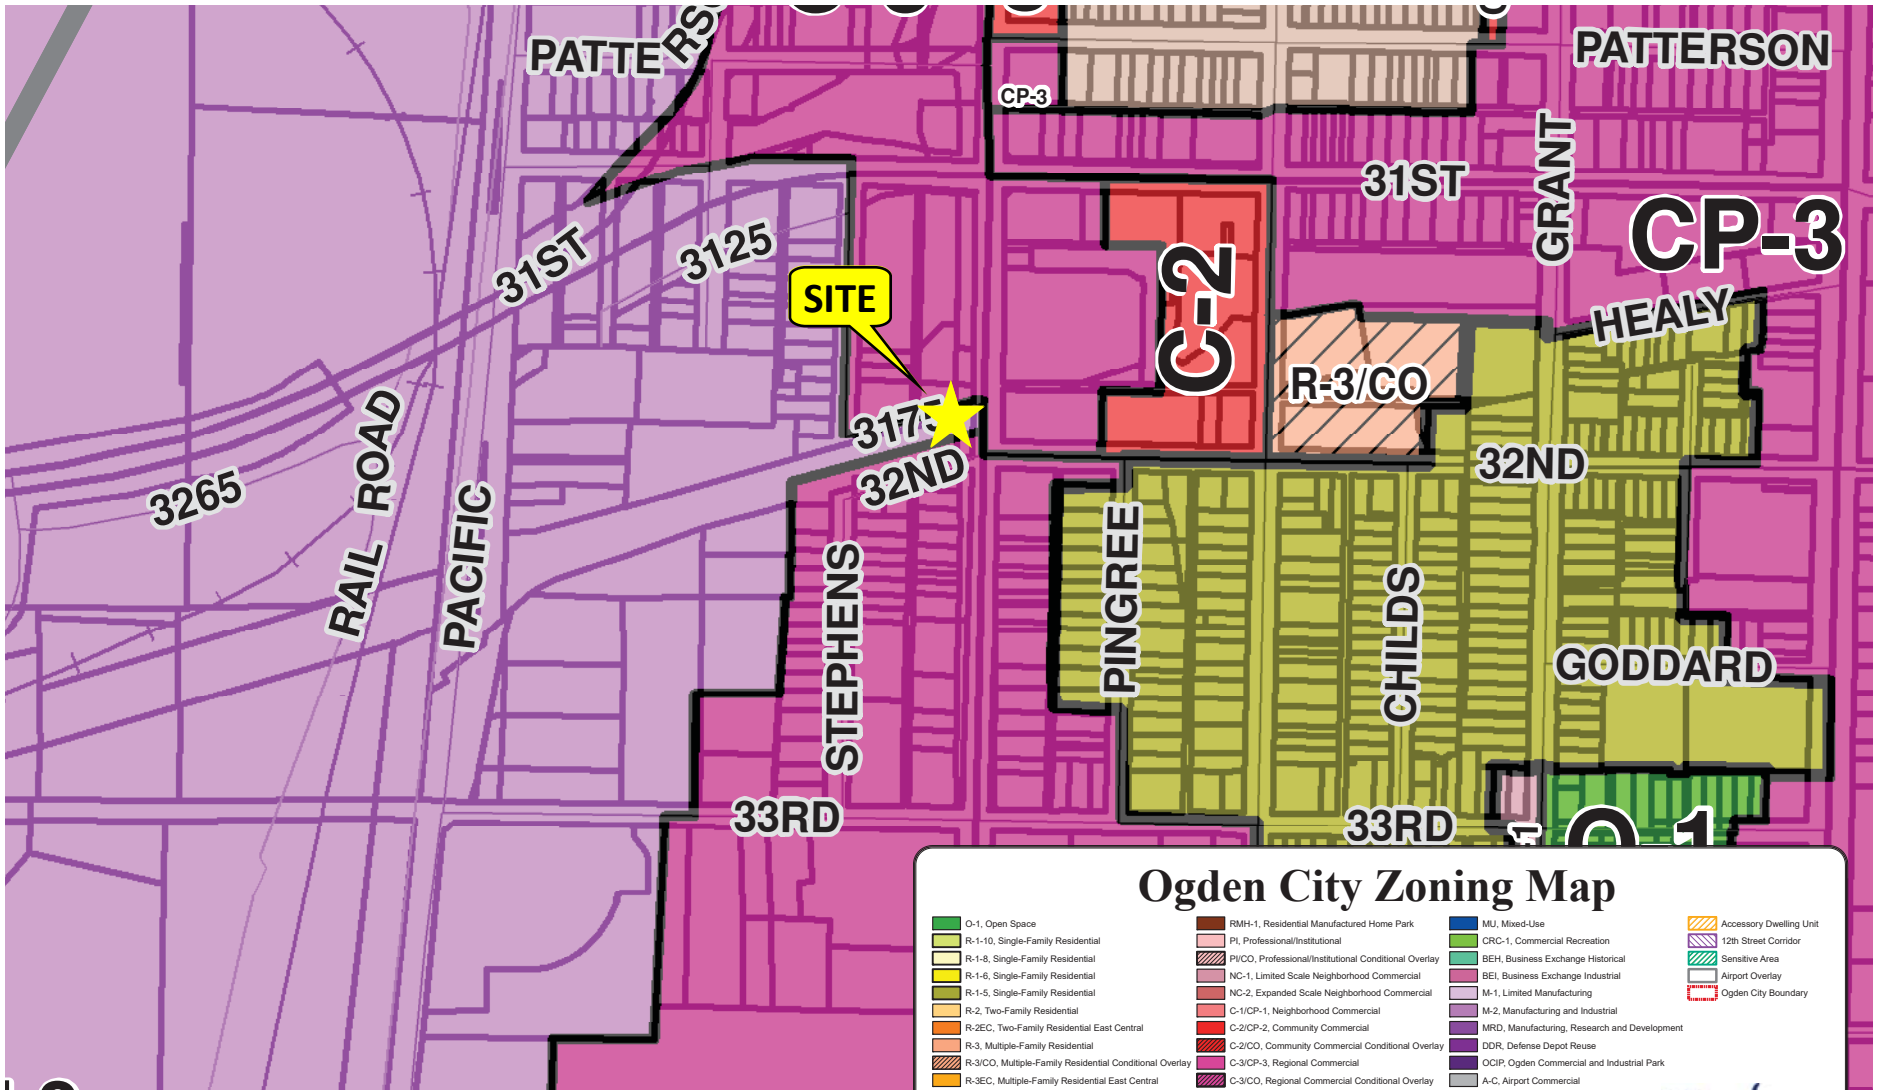 PATTE
RS
PATTERSON
CP-3
31ST
GRANT
CP-3
31ST
3125
SITE
C-2
HEALY
R-3/CO
3175
32ND
32ND
RAIL ROAD
3265
PACIFIC
STEPHENS
PINGREE
CHILDS
GODDARD
33RD
33RD
O-1
Ogden City Zoning Map
O-1, Open Space
R-1-10, Single-Family Residential
R-1-8, Single-Family Residential
R-1-6, Single-Family Residential
R-1-5, Single-Family Residential
R-2, Two-Family Residential
R-2EC, Two-Family Residential East Central
R-3, Multiple-Family Residential
R-3/CO, Multiple-Family Residential Conditional Overlay
R-3EC, Multiple-Family Residential East Central
RMH-1, Residential Manufactured Home Park
PI, Professional/Institutional
PI/CO, Professional/Institutional Conditional Overlay
NC-1, Limited Scale Neighborhood Commercial
NC-2, Expanded Scale Neighborhood Commercial
C-1/CP-1, Neighborhood Commercial
C-2/CP-2, Community Commercial
C-2/CO, Community Commercial Conditional Overlay
C-3/CP-3, Regional Commercial
C-3/CO, Regional Commercial Conditional Overlay
MU, Mixed-Use
CRC-1, Commercial Recreation
BEH, Business Exchange Historical
BEI, Business Exchange Industrial
M-1, Limited Manufacturing
M-2, Manufacturing and Industrial
MRD, Manufacturing, Research and Development
DDR, Defense Depot Reuse
OCIP, Ogden Commercial and Industrial Park
A-C, Airport Commercial
Accessory Dwelling Unit
12th Street Corridor
Sensitive Area
Airport Overlay
Ogden City Boundary